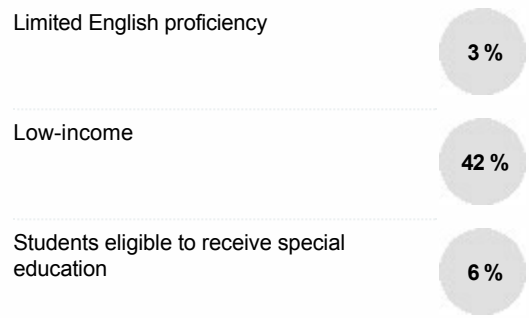 Limited English proficiency
3 %
Low-income
42 %
Students eligible to receive special
education
6 %